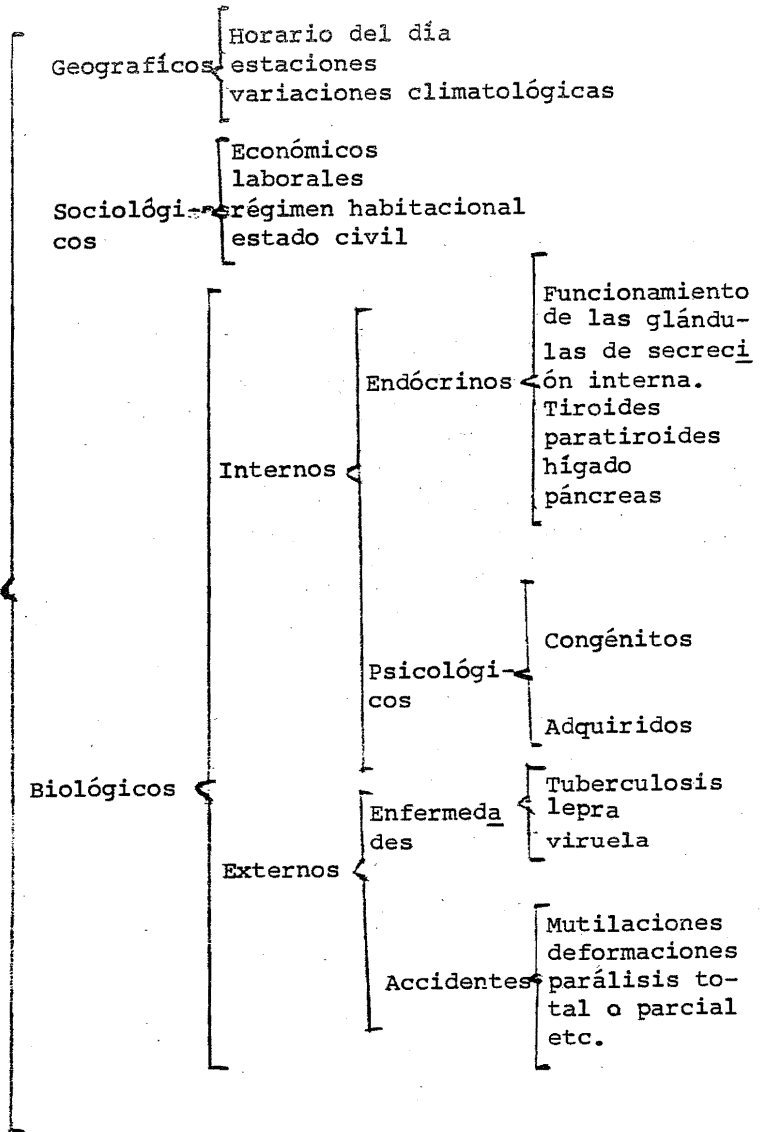 Geografícos
Horario del día
estaciones
variaciones climatológicas
Sociológi-
cos
Económicos
laborales
régimen habitacional
estado civil
Biológicos
Internos
Endócrinos
Funcionamiento
de las glándu-
las de secreci
ón interna.
Tiroides
paratiroides
hígado
páncreas
Psicológi-
cos
Congénitos
Adquiridos
Externos
Enfermeda
des
Tuberculosis
lepra
viruela
Accidentes
Mutilaciones
deformaciones
parálisis to-
tal o parcial
etc.